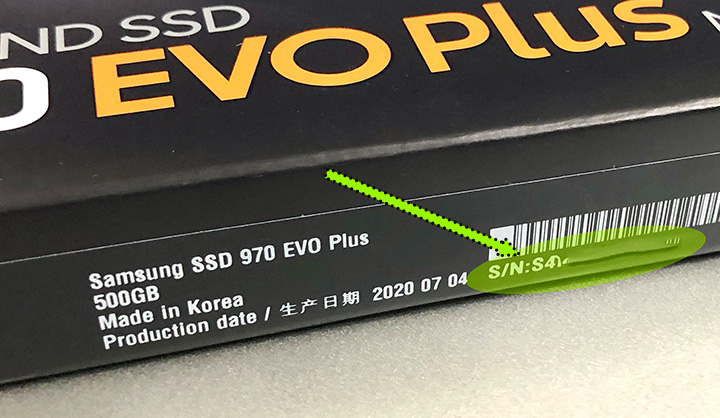 ND SSD
0 EVO Plus
Samsung SSD 970 EVO Plus
500GB
Made in Korea
Production date / 生产日期 2020 07 04
S/N:S4